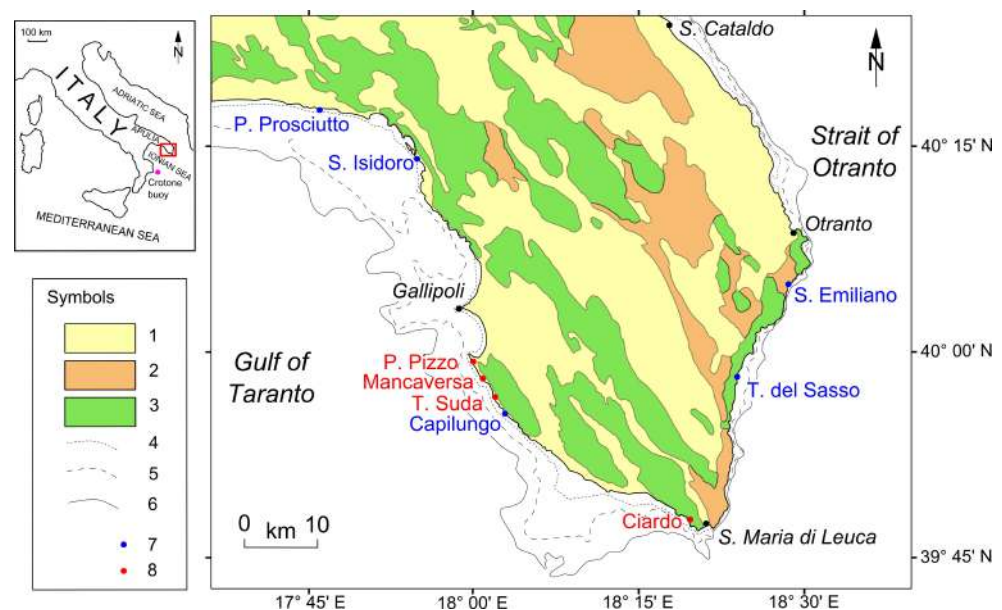 100 km
N
ITALY
ADRIATIC SEA
APULIA
IONIAN SEA
Crotone
buoy
MEDITERRANEAN SEA
Symbols
1
2
3
4
5
6
7
8
S. Cataldo
N
P. Prosciutto
S. Isidoro
Strait of
Otranto
40° 15' N
Otranto
Gallipoli
S. Emiliano
Gulf of
Taranto
40° 00' N
P. Pizzo
Mancaversa
T. Suda
Capilungo
T. del Sasso
0 km 10
Ciardo
S. Maria di Leuca
39° 45' N
17° 45' E
18° 00' E
18° 15' E
18° 30' E